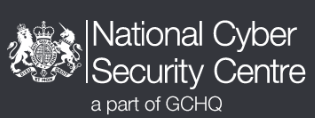 National Cyber
Security Centre
a part of GCHQ